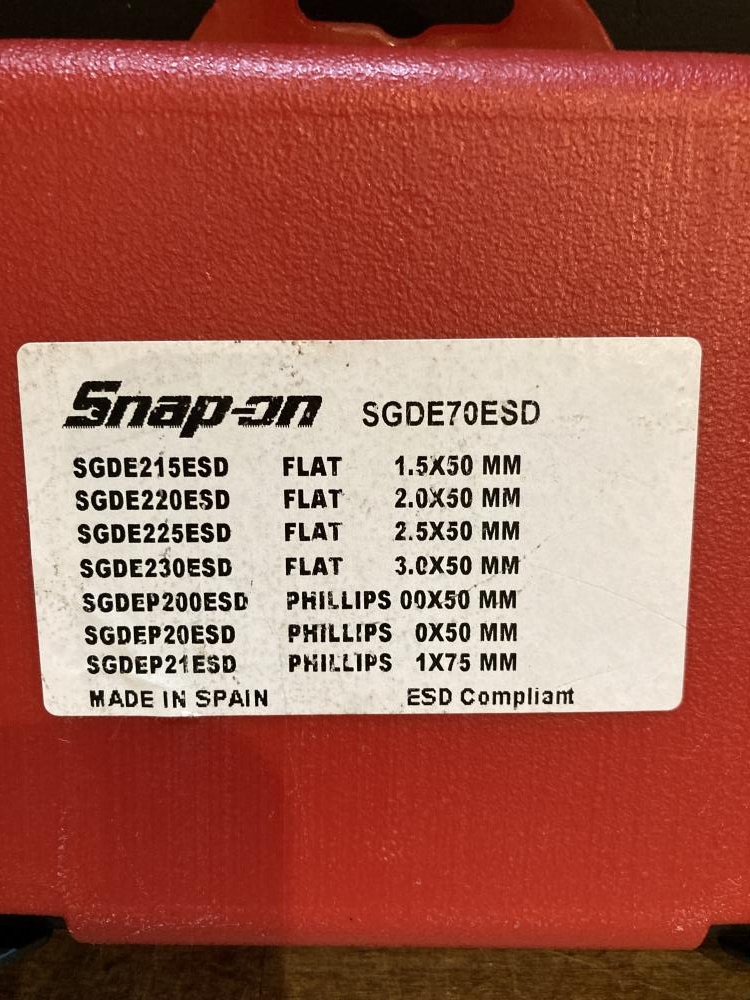 Snap-on SGDE70ESD
SGDE215ESD FLAT 1.5X50 MM
SGDE220ESD FLAT 2.0X50 MM
SGDE225ESD FLAT 2.5X50 MM
SGDE230ESD FLAT 3.0X50 MM
SGDEP200ESD PHILLIPS 00X50 MM
SGDEP20ESD PHILLIPS 0X50 MM
SGDEP21ESD PHILLIPS 1X75 MM
MADE IN SPAIN ESD Compliant